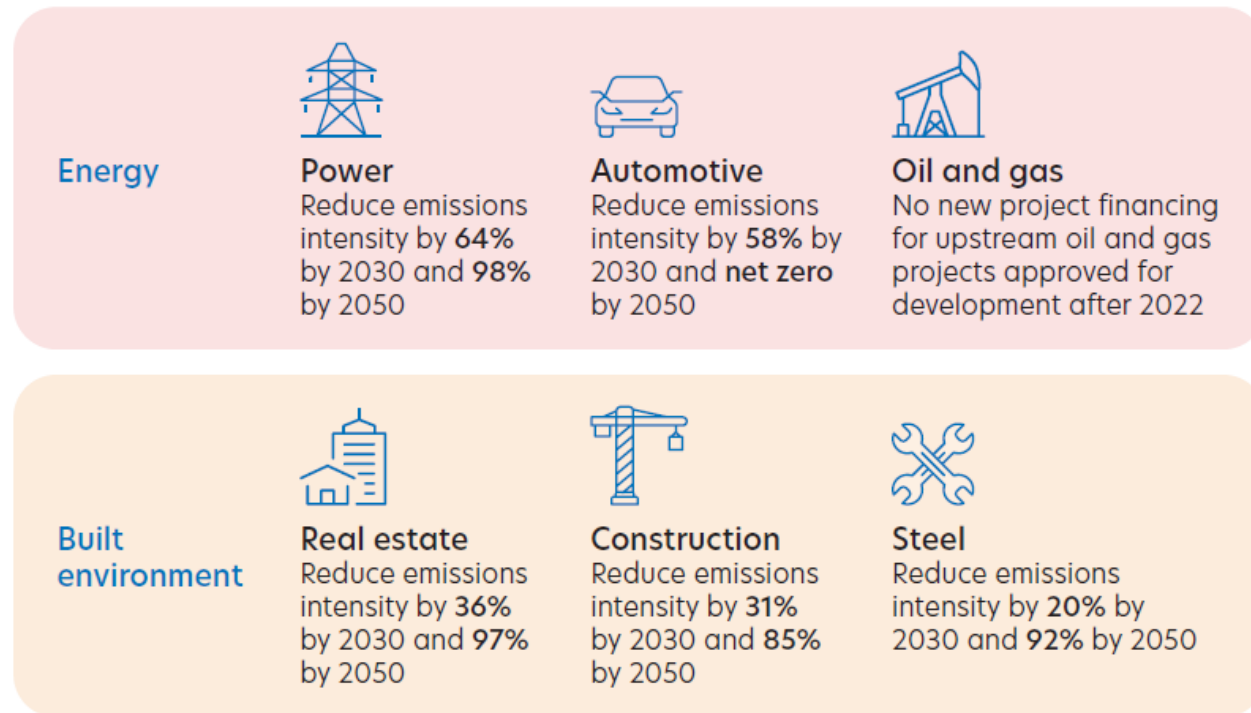 Energy
Power
Reduce emissions
intensity by 64%
by 2030 and 98%
by 2050
Automotive
Reduce emissions
intensity by 58% by
2030 and net zero
by 2050
Oil and gas
No new project financing
for upstream oil and gas
projects approved for
development after 2022
Built
environment
Real estate
Reduce emissions
intensity by 36%
by 2030 and 97%
by 2050
Construction
Reduce emissions
intensity by 31%
by 2030 and 85%
by 2050
Steel
Reduce emissions
intensity by 20% by
2030 and 92% by 2050